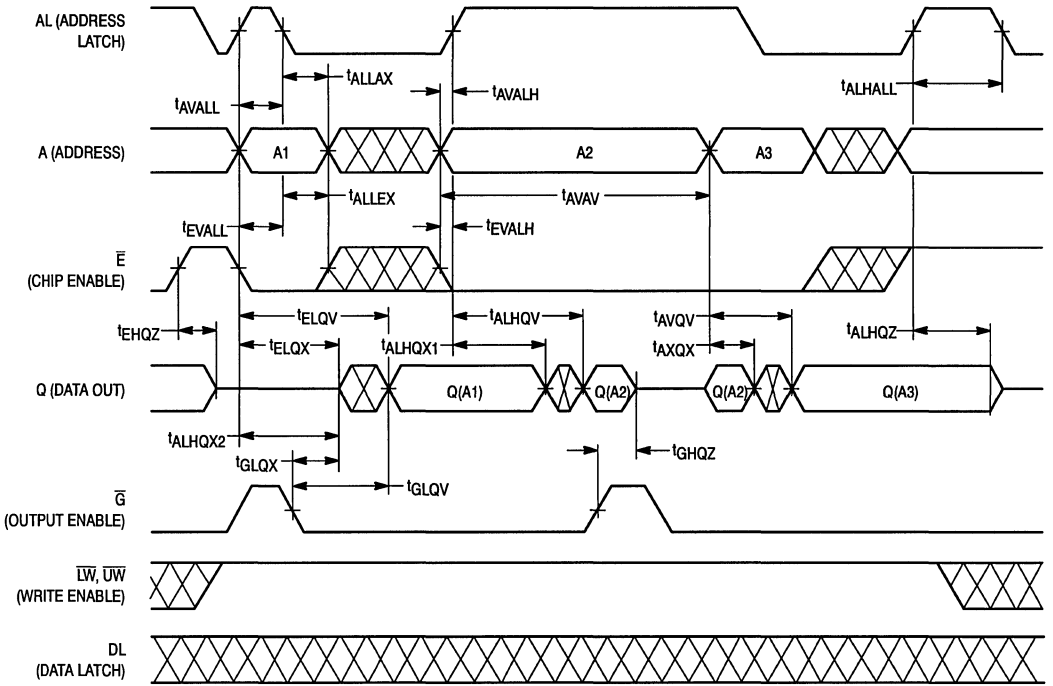 AL (ADDRESS
LATCH)
tALLAX
tAVALL
tAVALH
tALHALL
A (ADDRESS)
A1
A2
A3
tALLEX
tAVAV
tEVALL
tEVALH
E̅
(CHIP ENABLE)
tEHQZ
tELQV
tALHQV
tAVQV
tELQX
tALHQX1
tAXQX
tALHQZ
Q (DATA OUT)
Q(A1)
Q(A2)
Q(A2)
Q(A3)
tALHQX2
tGLQX
tGHQZ
tGLQV
G̅
(OUTPUT ENABLE)
L̅W̅, U̅W̅
(WRITE ENABLE)
DL
(DATA LATCH)